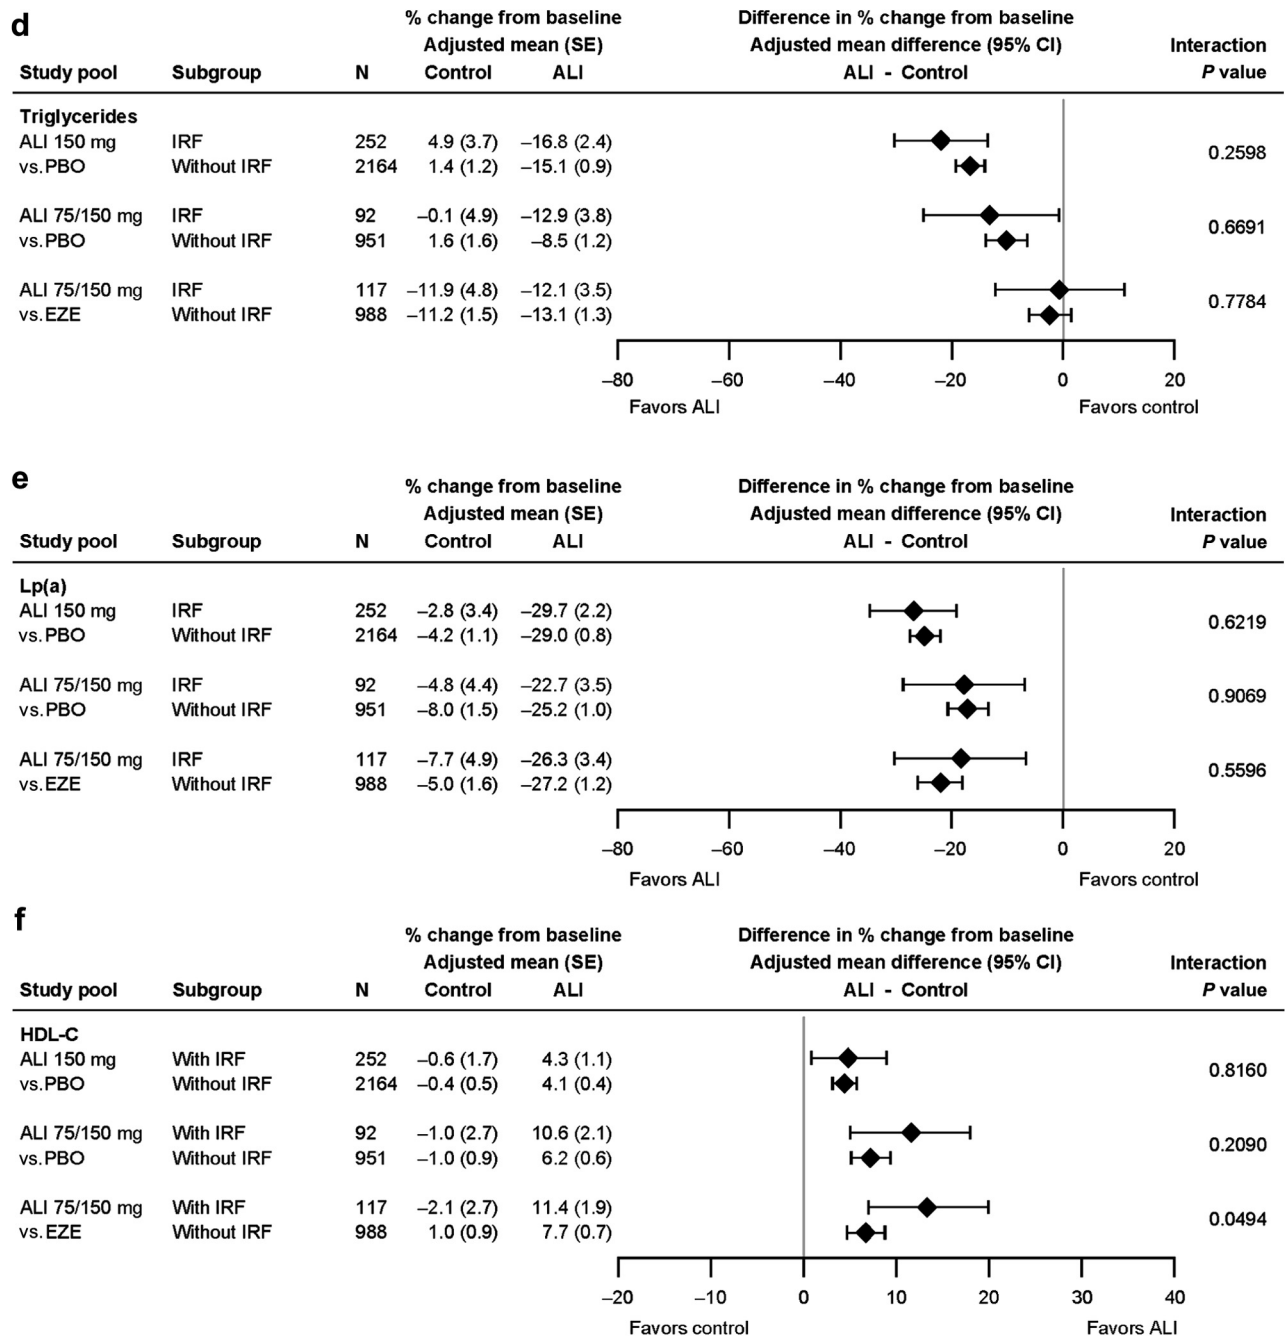 d
% change from baseline Difference in % change from baseline
Adjusted mean (SE) Adjusted mean difference (95% CI) Interaction
Study pool Subgroup N Control ALI ALI - Control P value
Triglycerides
ALI 150 mg IRF 252 4.9 (3.7) –16.8 (2.4) 0.2598
vs.PBO Without IRF 2164 1.4 (1.2) –15.1 (0.9)
ALI 75/150 mg IRF 92 –0.1 (4.9) –12.9 (3.8) 0.6691
vs.PBO Without IRF 951 1.6 (1.6) –8.5 (1.2)
ALI 75/150 mg IRF 117 –11.9 (4.8) –12.1 (3.5) 0.7784
vs.EZE Without IRF 988 –11.2 (1.5) –13.1 (1.3)
–80 –60 –40 –20 0 20
Favors ALI Favors control
e
% change from baseline Difference in % change from baseline
Adjusted mean (SE) Adjusted mean difference (95% CI) Interaction
Study pool Subgroup N Control ALI ALI - Control P value
Lp(a)
ALI 150 mg IRF 252 –2.8 (3.4) –29.7 (2.2) 0.6219
vs.PBO Without IRF 2164 –4.2 (1.1) –29.0 (0.8)
ALI 75/150 mg IRF 92 –4.8 (4.4) –22.7 (3.5) 0.9069
vs.PBO Without IRF 951 –8.0 (1.5) –25.2 (1.0)
ALI 75/150 mg IRF 117 –7.7 (4.9) –26.3 (3.4) 0.5596
vs.EZE Without IRF 988 –5.0 (1.6) –27.2 (1.2)
–80 –60 –40 –20 0 20
Favors ALI Favors control
f
% change from baseline Difference in % change from baseline
Adjusted mean (SE) Adjusted mean difference (95% CI) Interaction
Study pool Subgroup N Control ALI ALI - Control P value
HDL-C
ALI 150 mg With IRF 252 –0.6 (1.7) 4.3 (1.1) 0.8160
vs.PBO Without IRF 2164 –0.4 (0.5) 4.1 (0.4)
ALI 75/150 mg With IRF 92 –1.0 (2.7) 10.6 (2.1) 0.2090
vs.PBO Without IRF 951 –1.0 (0.9) 6.2 (0.6)
ALI 75/150 mg With IRF 117 –2.1 (2.7) 11.4 (1.9) 0.0494
vs.EZE Without IRF 988 1.0 (0.9) 7.7 (0.7)
–20 –10 0 10 20 30 40
Favors control Favors ALI